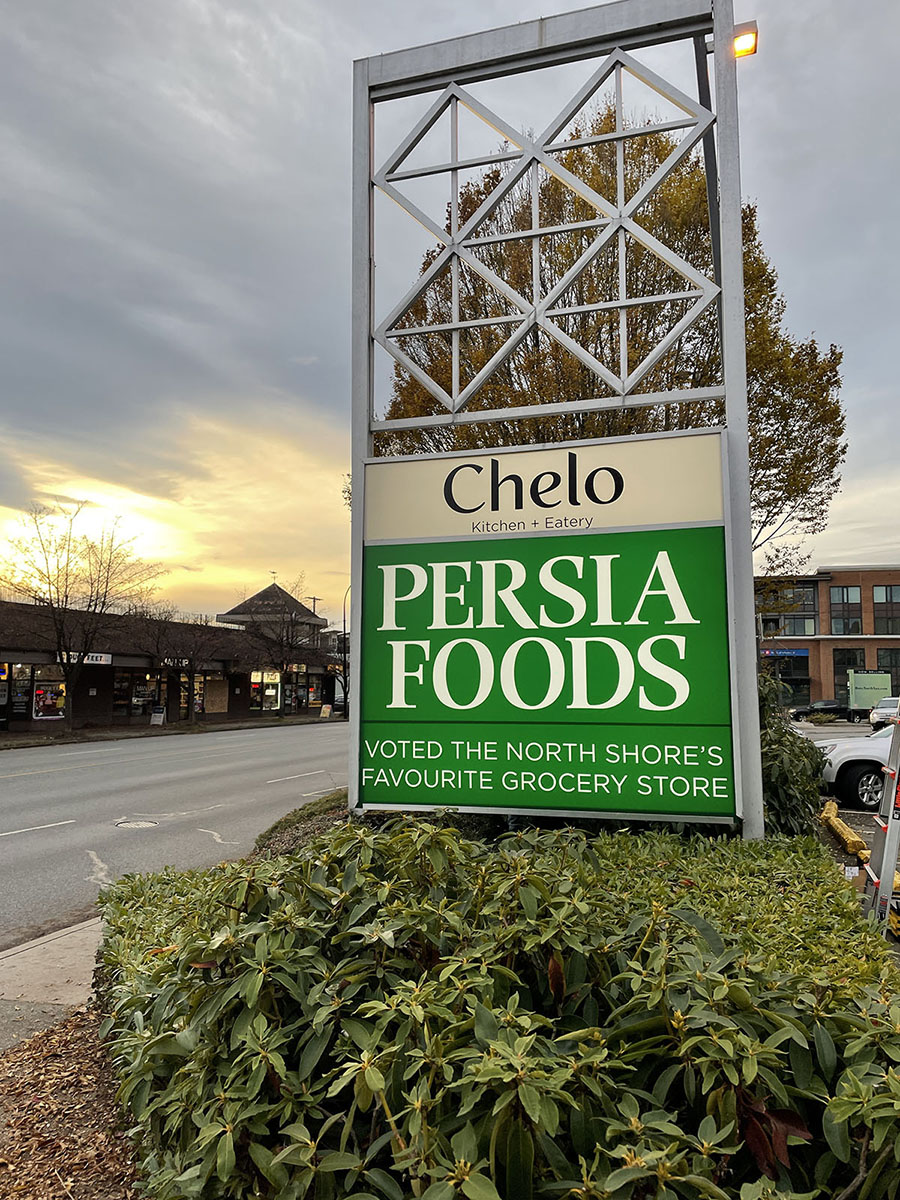 Chelo
Kitchen + Eatery
PERSIA
FOODS
VOTED THE NORTH SHORE'S
FAVOURITE GROCERY STORE